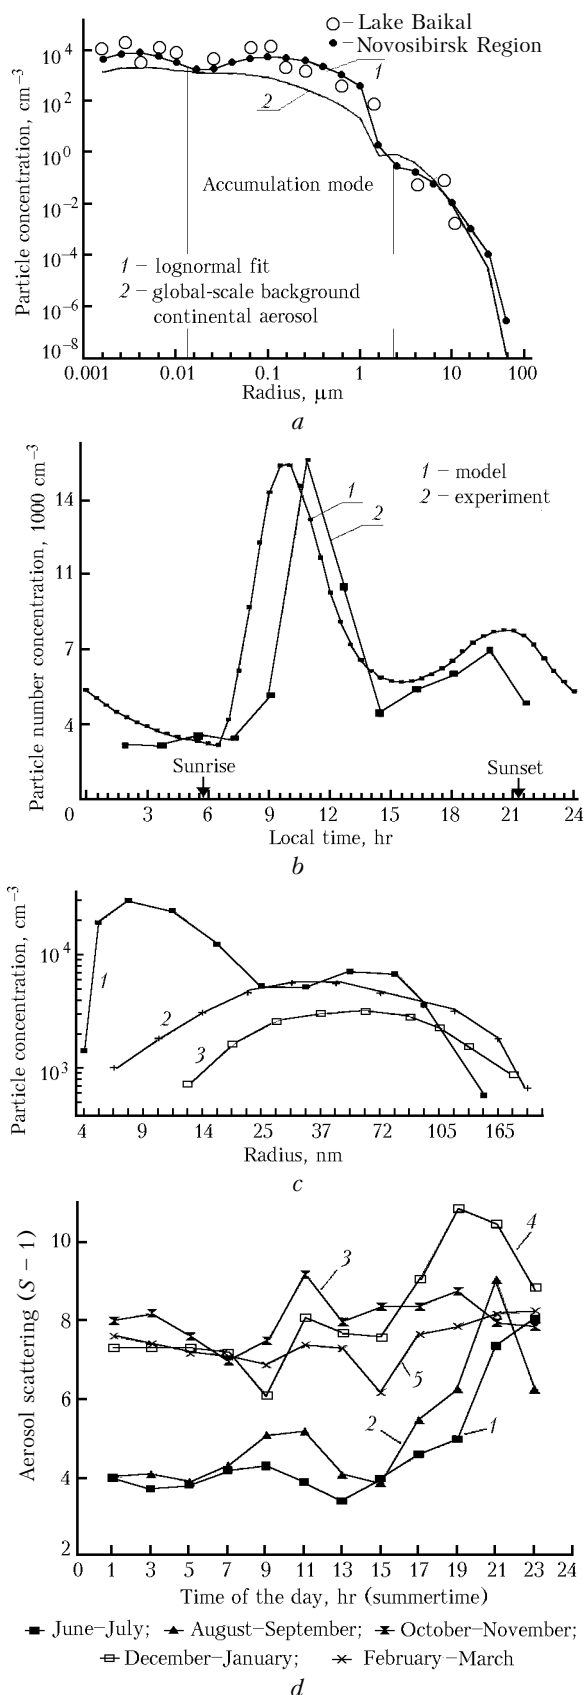 ○–Lake Baikal
●–Novosibirsk Region
Particle concentration, cm⁻³
10⁴
10²
10⁰
10⁻²
10⁻⁴
10⁻⁶
10⁻⁸
1
2
Accumulation mode
1 – lognormal fit
2 – global-scale background
continental aerosol
0.001 0.01 0.1 1 10 100
Radius, μm
a
Particle number concentration, 1000 cm⁻³
14
11
7
4
0
1 – model
2 – experiment
1
2
Sunrise
Sunset
3 6 9 12 15 18 21 24
Local time, hr
b
Particle concentration, cm⁻³
10⁴
10³
1
2
3
4 9 14 25 37 72 105 165
Radius, nm
c
Aerosol scattering (S – 1)
10
8
6
4
2
3
4
5
2
1
0 1 3 5 7 9 11 13 15 17 19 21 23 24
Time of the day, hr (summertime)
June–July; August–September; October–November;
December–January; February–March
d